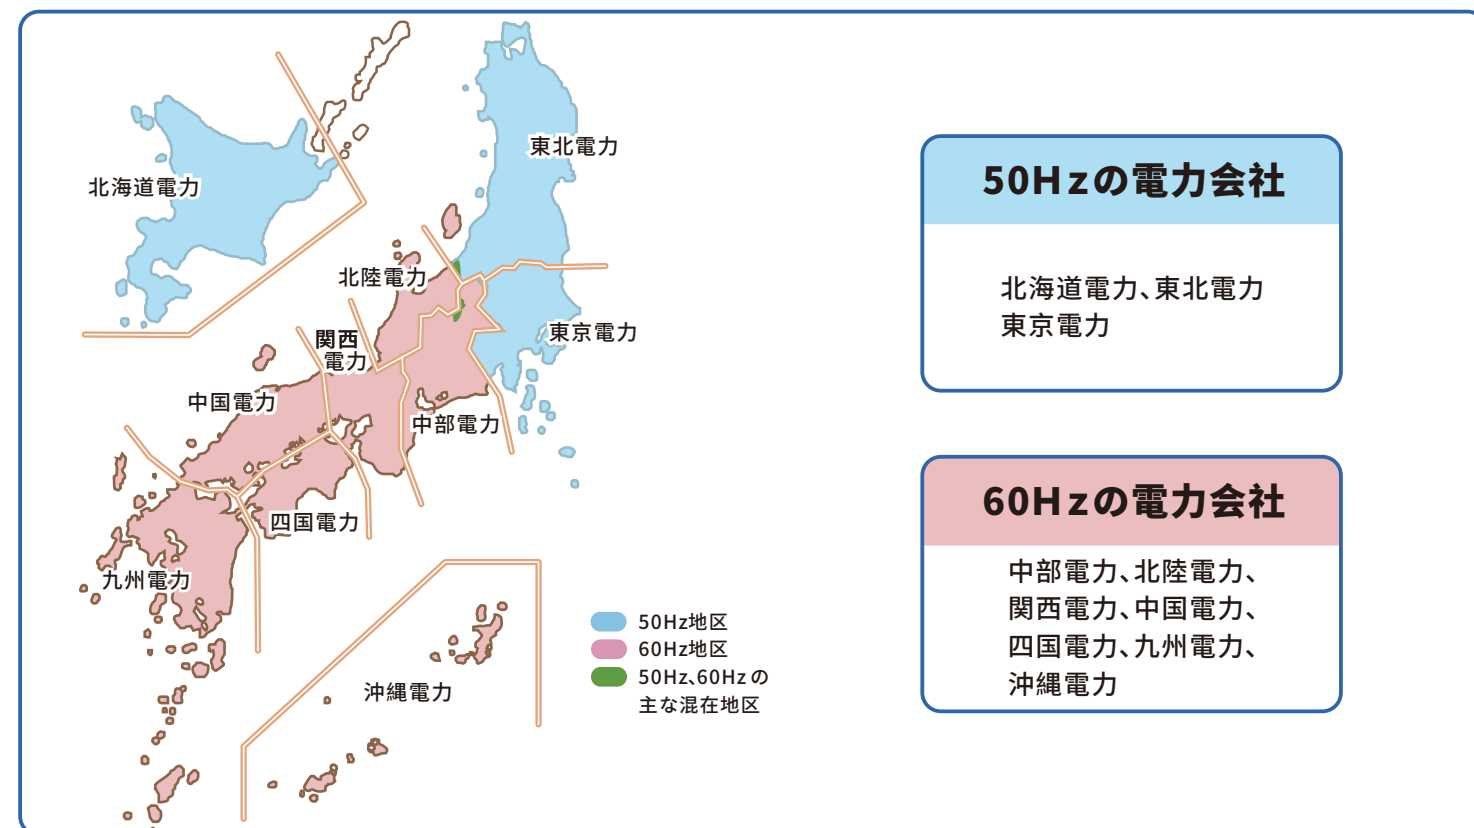 北海道電力
東北電力
北陸電力
東京電力
関西
電力
中国電力
中部電力
四国電力
九州電力
沖縄電力
50Hz地区
60Hz地区
50Hz、60Hzの
主な混在地区
50Hzの電力会社
北海道電力、東北電力
東京電力
60Hzの電力会社
中部電力、北陸電力、
関西電力、中国電力、
四国電力、九州電力、
沖縄電力